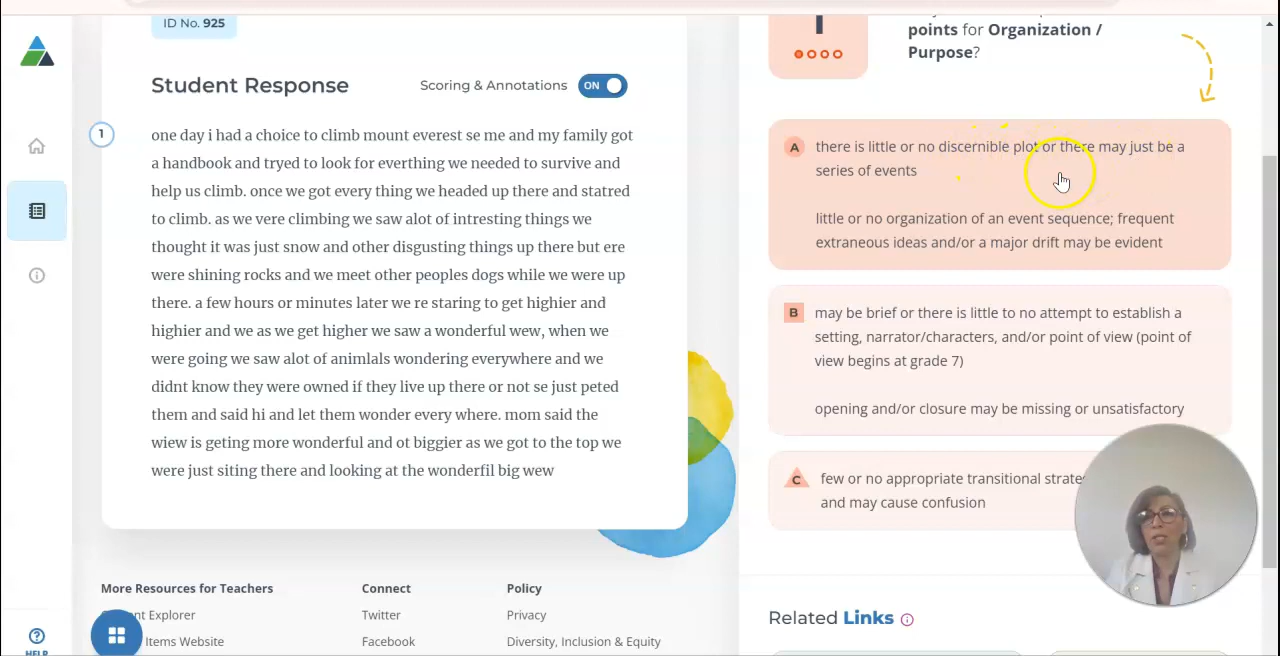 ID No. 925
Student Response
Scoring & Annotations
ON
1
one day i had a choice to climb mount everest se me and my family got
a handbook and tryed to look for everthing we needed to survive and
help us climb. once we got every thing we headed up there and statred
to climb. as we vere climbing we saw alot of intresting things we
thought it was just snow and other disgusting things up there but ere
were shining rocks and we meet other peoples dogs while we were up
there. a few hours or minutes later we re staring to get highier and
highier and we as we get higher we saw a wonderful wew, when we
were going we saw alot of animlals wondering everywhere and we
didnt know they were owned if they live up there or not se just peted
them and said hi and let them wonder every where. mom said the
wiew is geting more wonderful and ot biggier as we got to the top we
were just siting there and looking at the wonderfil big wew
More Resources for Teachers
Connect
Twitter
Facebook
Policy
Privacy
Diversity, Inclusion & Equity
Explorer
Items Website
HELP
points for Organization /
Purpose?
A
there is little or no discernible plot or there may just be a
series of events
little or no organization of an event sequence; frequent
extraneous ideas and/or a major drift may be evident
B
may be brief or there is little to no attempt to establish a
setting, narrator/characters, and/or point of view (point of
view begins at grade 7)
opening and/or closure may be missing or unsatisfactory
C
few or no appropriate transitional
and may cause confusion
Related Links